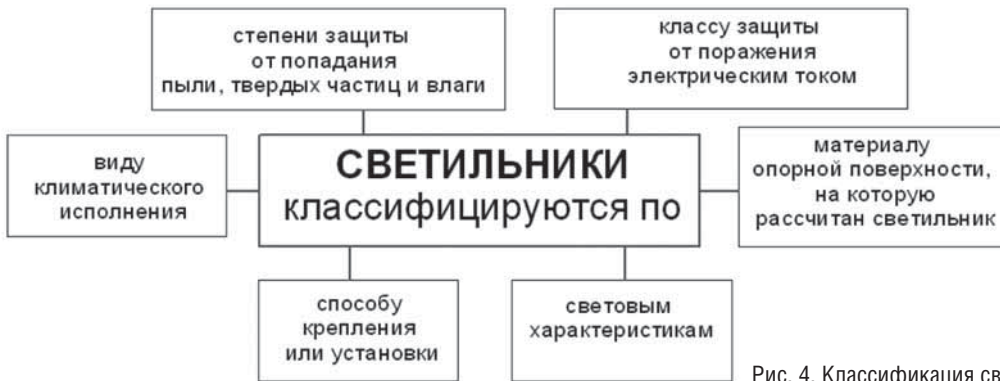 степени защиты
от попадания
пыли, твердых частиц и влаги
классу защиты
от поражения
электрическим током
виду
климатического
исполнения
СВЕТИЛЬНИКИ
классифицируются по
материалу
опорной поверхности,
на которую
рассчитан светильник
способу
крепления
или установки
световым
характеристикам
Рис. 4. Классификация св